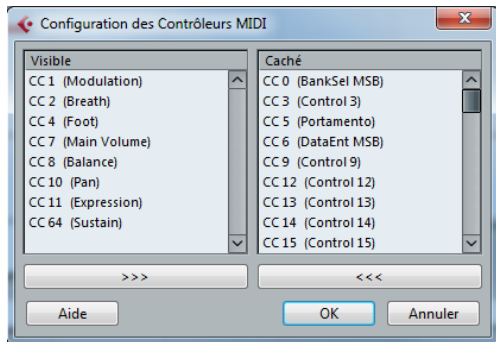 Configuration des Contrôleurs MIDI
Visible
CC 1 (Modulation)
CC 2 (Breath)
CC 4 (Foot)
CC 7 (Main Volume)
CC 8 (Balance)
CC 10 (Pan)
CC 11 (Expression)
CC 64 (Sustain)
>>>
Caché
CC 0 (BankSel MSB)
CC 3 (Control 3)
CC 5 (Portamento)
CC 6 (DataEnt MSB)
CC 9 (Control 9)
CC 12 (Control 12)
CC 13 (Control 13)
CC 14 (Control 14)
CC 15 (Control 15)
<<<
Aide
OK
Annuler